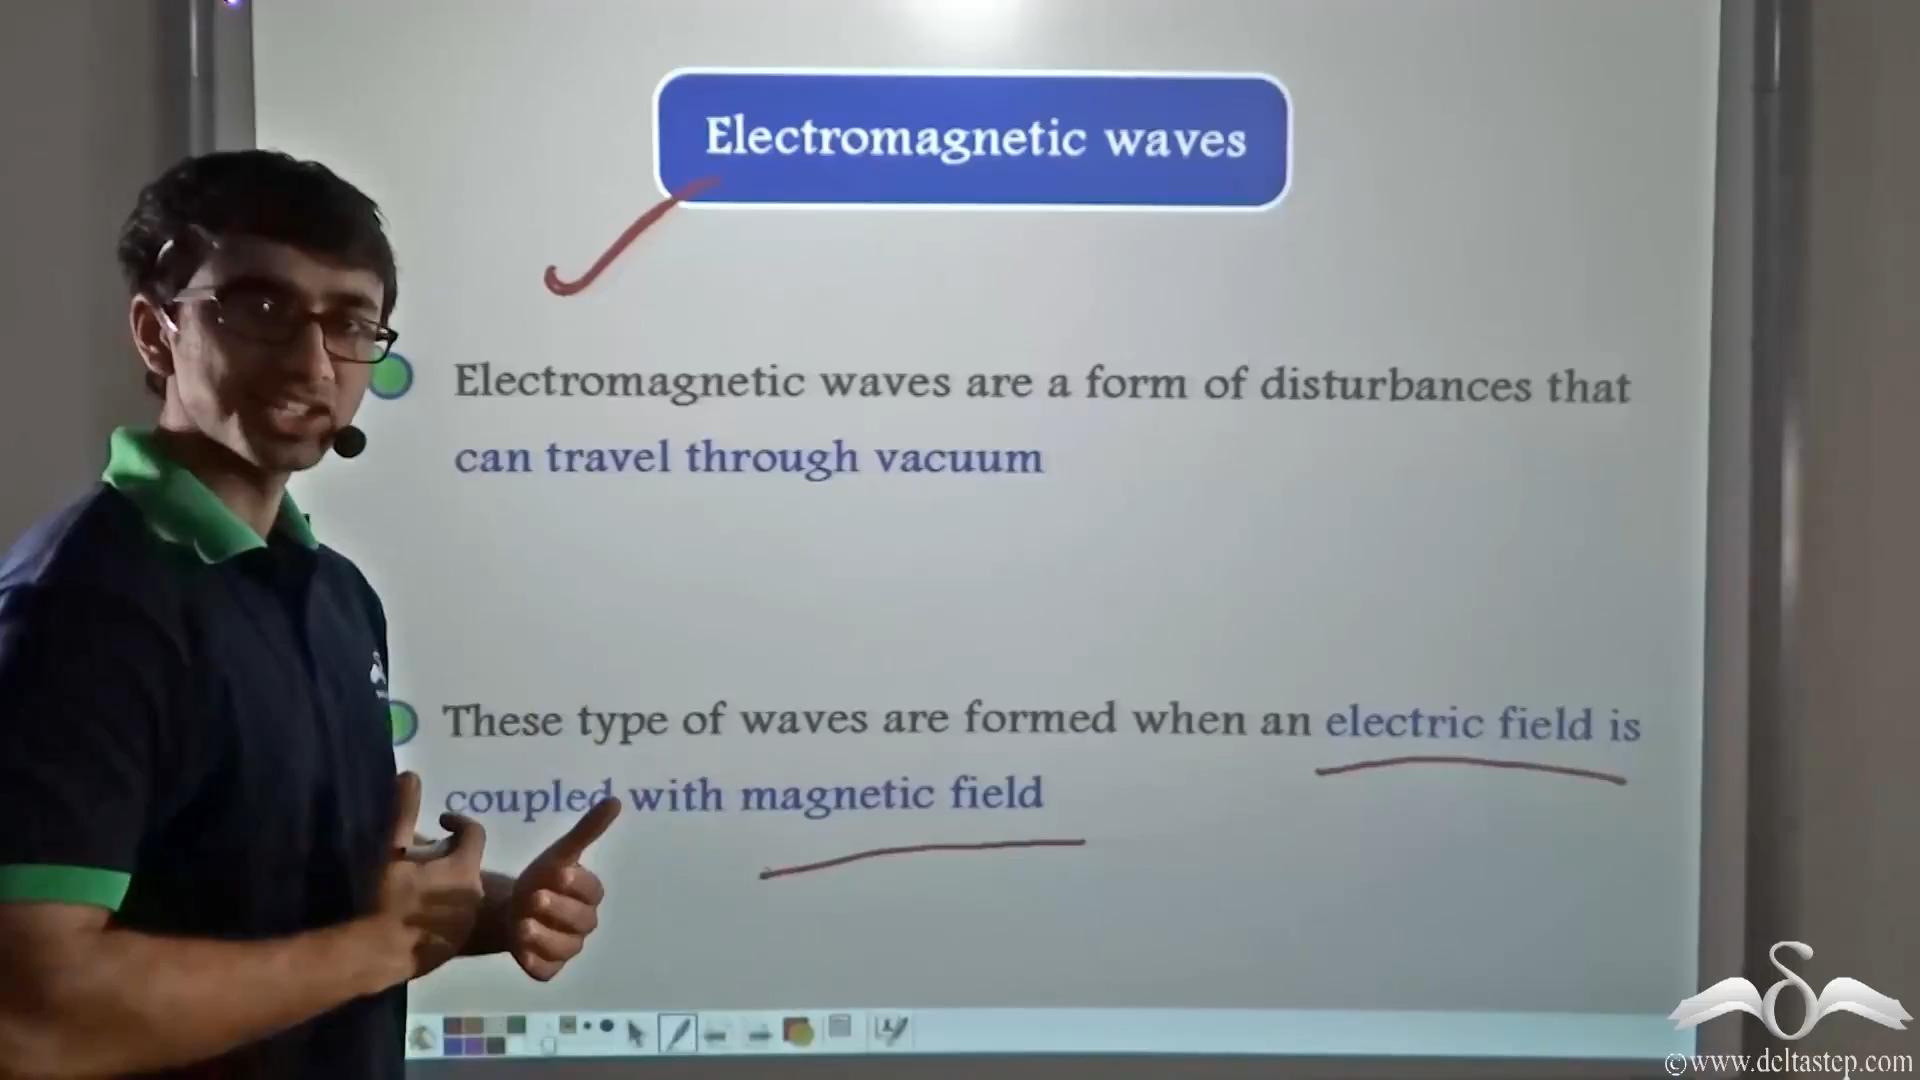 Electromagnetic waves
Electromagnetic waves are a form of disturbances that
can travel through vacuum
These type of waves are formed when an electric field is
coupled with magnetic field
©www.deltastep.com